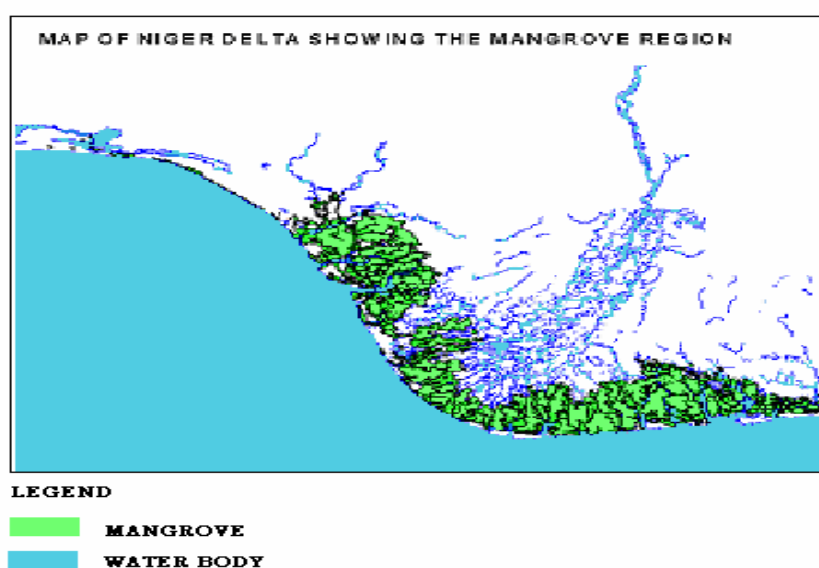 MAP OF NIGER DELTA SHOWING THE MANGROVE REGION
LEGEND
MANGROVE
WATER BODY